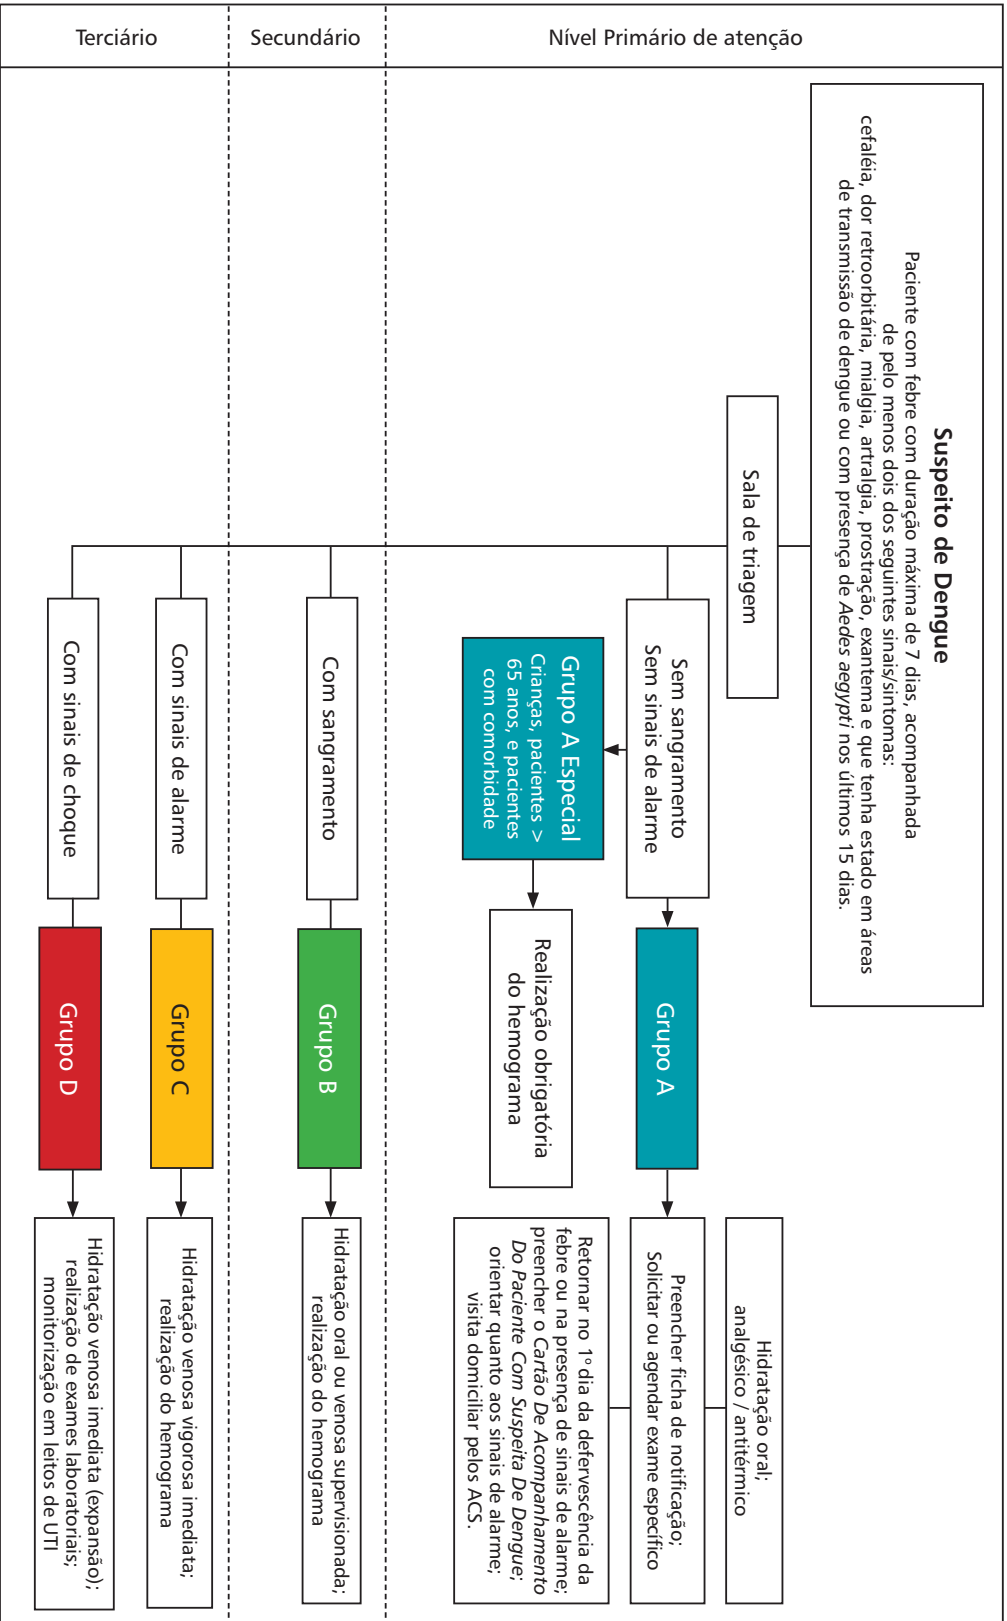 Suspeito de Dengue
Paciente com febre com duração máxima de 7 dias, acompanhada
de pelo menos dois dos seguintes sinais/sintomas:
cefaléia, dor retroorbitária, mialgia, artralgia, prostração, exantema e que tenha estado em áreas
de transmissão de dengue ou com presença de Aedes aegypti nos últimos 15 dias.
Nível Primário de atenção
Sala de triagem
Sem sangramento
Sem sinais de alarme
Grupo A
Hidratação oral;
analgésico / antitérmico
Preencher ficha de notificação;
Solicitar ou agendar exame específico
Retornar no 1º dia da defervescência da
febre ou na presença de sinais de alarme;
preencher o Cartão De Acompanhamento
Do Paciente Com Suspeita De Dengue;
orientar quanto aos sinais de alarme;
visita domiciliar pelos ACS.
Grupo A Especial
Crianças, pacientes >
65 anos, e pacientes
com comorbidade
Realização obrigatória
do hemograma
Secundário
Com sangramento
Grupo B
Hidratação oral ou venosa supervisionada;
realização do hemograma
Terciário
Com sinais de alarme
Grupo C
Hidratação venosa vigorosa imediata;
realização do hemograma
Com sinais de choque
Grupo D
Hidratação venosa imediata (expansão);
realização de exames laboratoriais;
monitorização em leitos de UTI